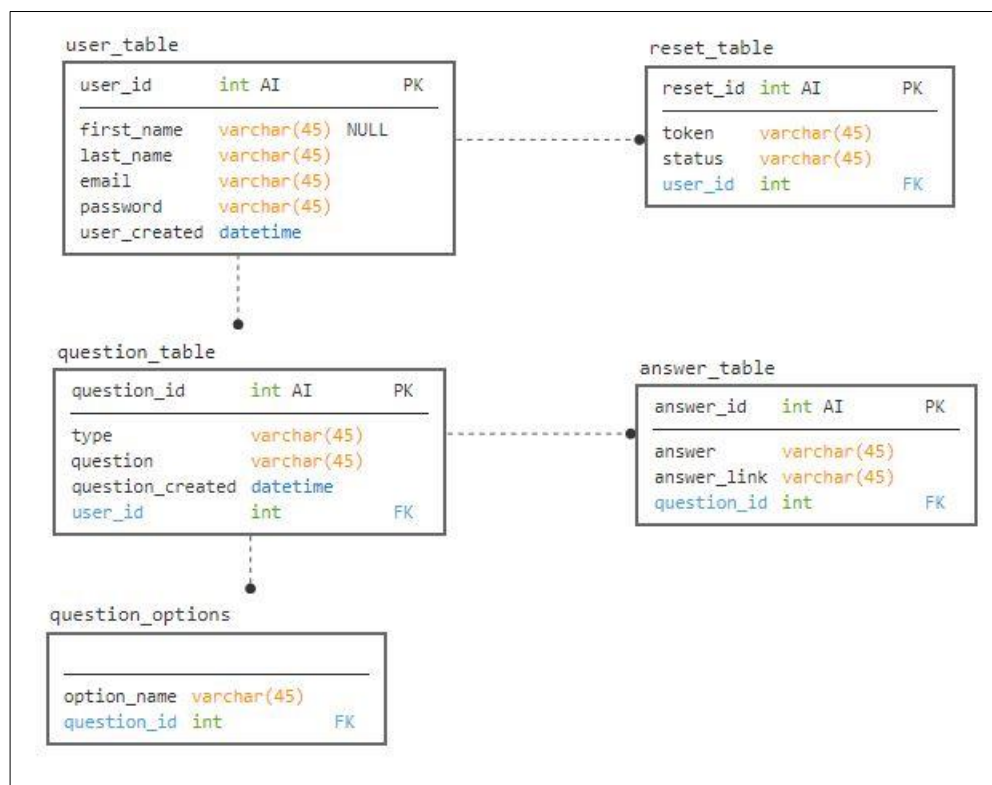 user_table
user_id int AI PK
first_name varchar(45) NULL
last_name varchar(45)
email varchar(45)
password varchar(45)
user_created datetime
reset_table
reset_id int AI PK
token varchar(45)
status varchar(45)
user_id int FK
question_table
question_id int AI PK
type varchar(45)
question varchar(45)
question_created datetime
user_id int FK
answer_table
answer_id int AI PK
answer varchar(45)
answer_link varchar(45)
question_id int FK
question_options
option_name varchar(45)
question_id int FK